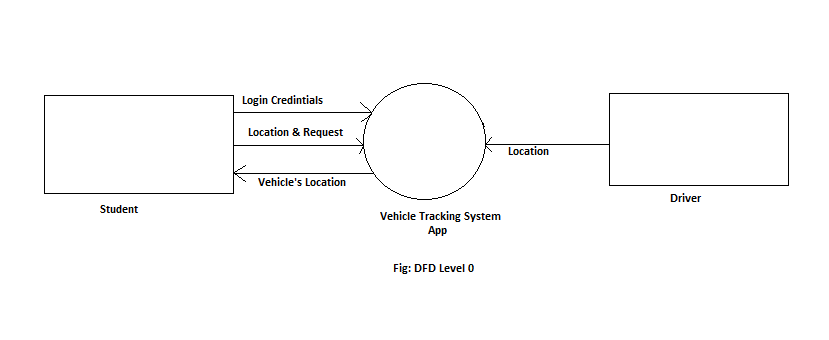 Login Credintials
Location & Request
Vehicle's Location
Location
Student
Driver
Vehicle Tracking System
App
Fig: DFD Level 0